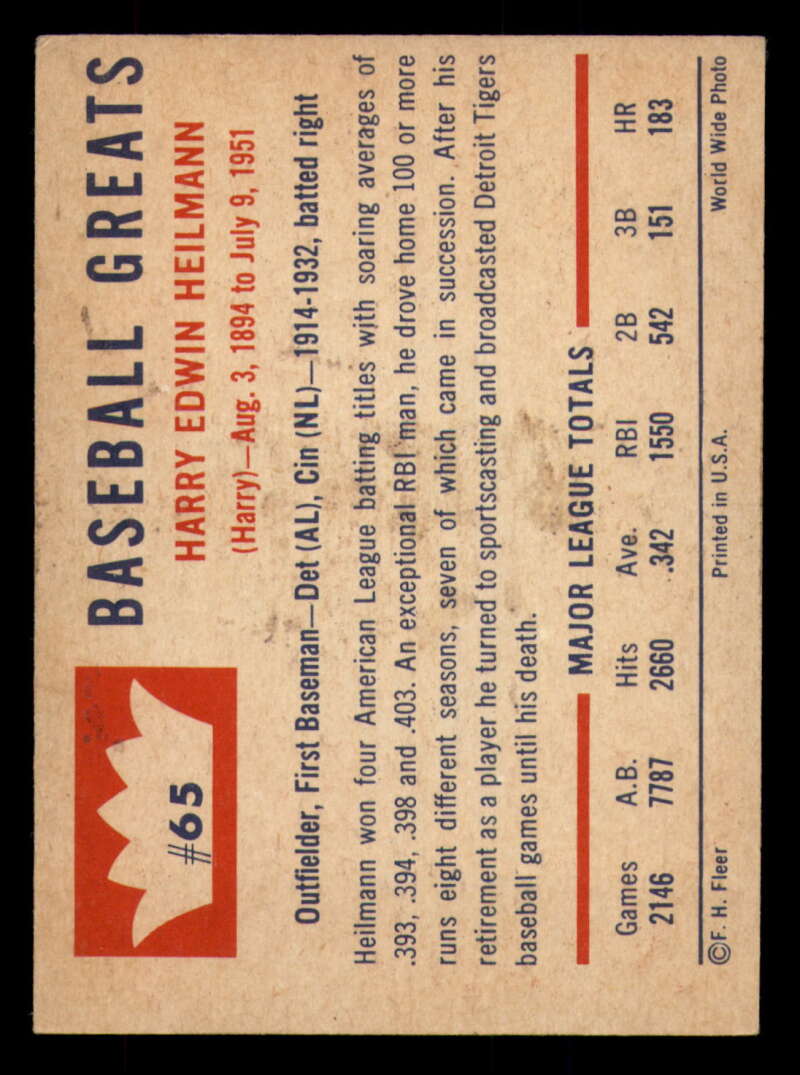 #65
BASEBALL GREATS
HARRY EDWIN HEILMANN
(Harry)—Aug. 3, 1894 to July 9, 1951
Outfielder, First Baseman—Det (AL), Cin (NL)—1914-1932, batted right
Heilmann won four American League batting titles with soaring averages of
.393, .394, .398 and .403. An exceptional RBI man, he drove home 100 or more
runs eight different seasons, seven of which came in succession. After his
retirement as a player he turned to sportscasting and broadcasted Detroit Tigers
baseball games until his death.
MAJOR LEAGUE TOTALS
Games A.B. Hits Ave. RBI 2B 3B HR
2146 7787 2660 .342 1550 542 151 183
©F. H. Fleer Printed in U.S.A. World Wide Photo